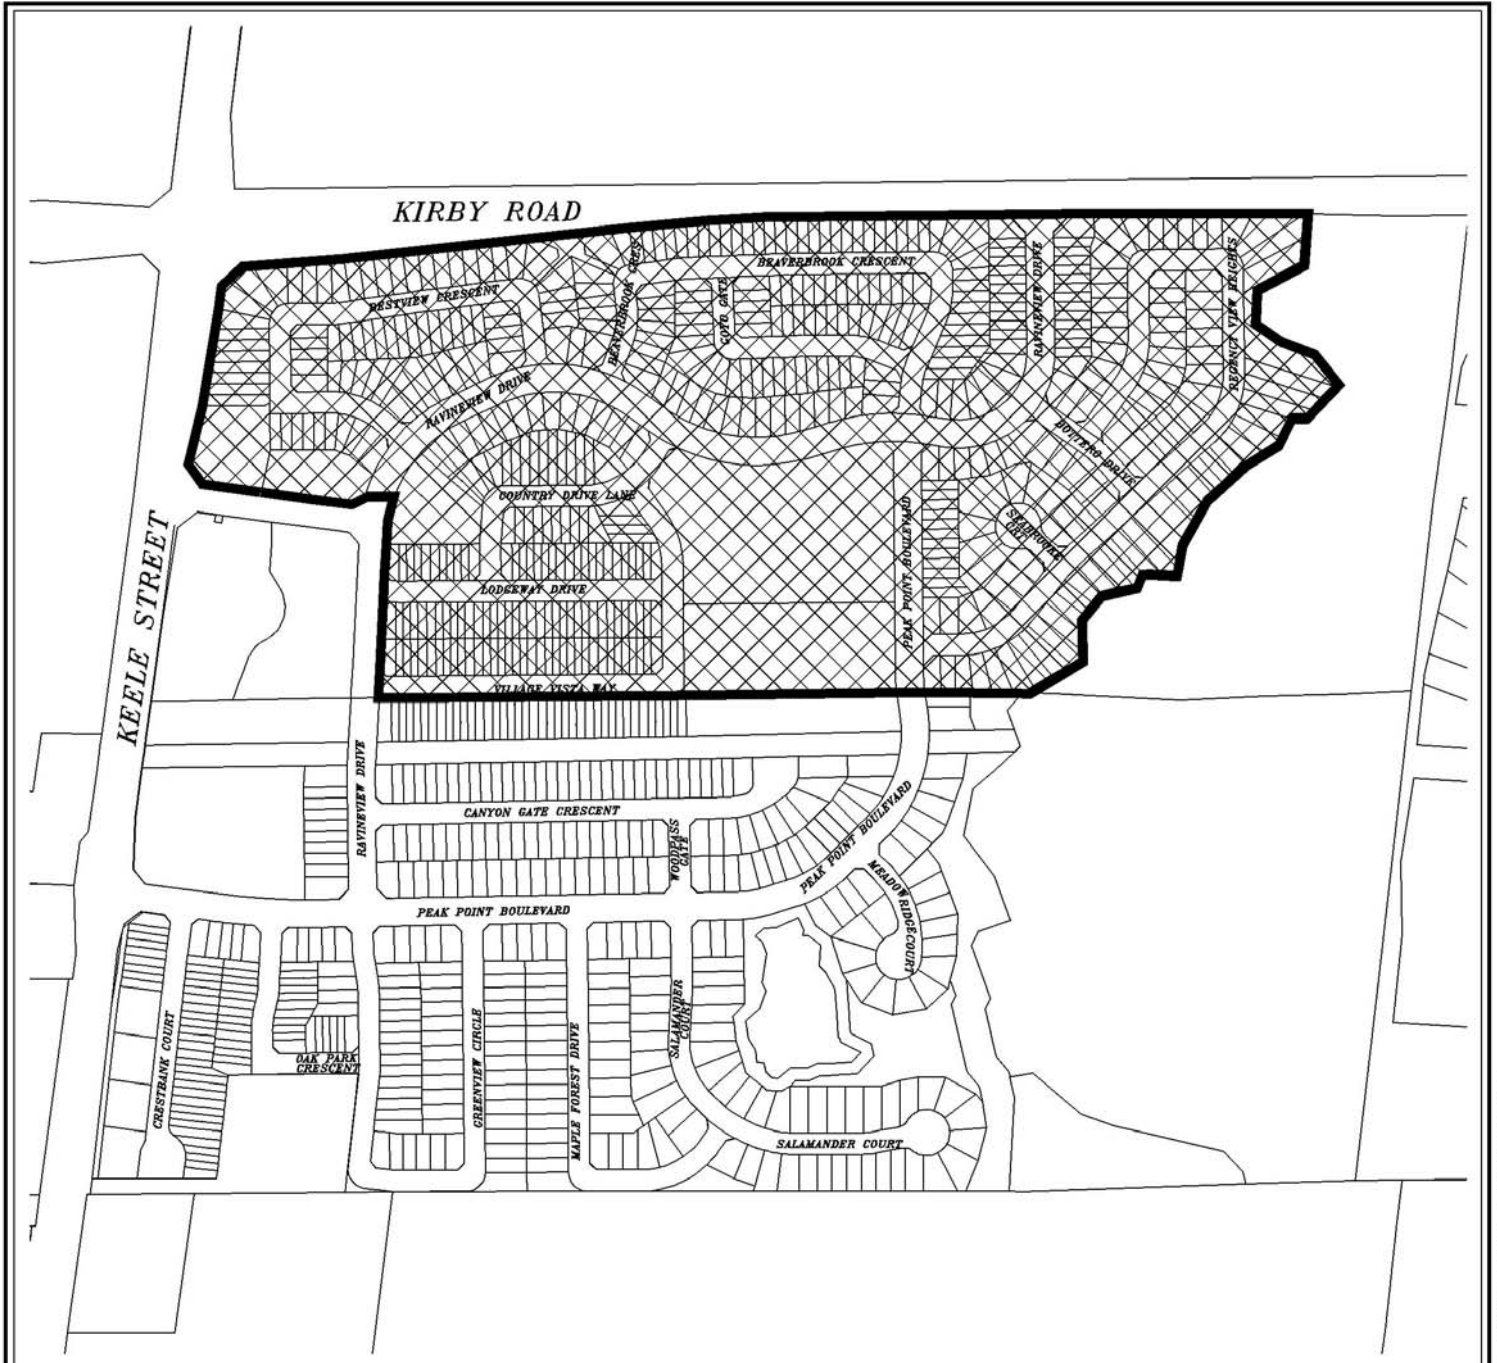 KIRBY ROAD
BEAVERBROOK CRES
BEAVERBROOK CRESCENT
RAVINEVIEW DRIVE
REGENCY VIEW HEIGHTS
BESTVIEW CRESCENT
GOTO GATE
RAVINEVIEW DRIVE
BOTTERO DRIVE
COUNTRY DRIVE LANE
PEAK POINT BOULEVARD
SEABROOKE
CRT
LODGEWAY DRIVE
KEELE STREET
VILLAGE VISTA WAY
RAVINEVIEW DRIVE
CANYON GATE CRESCENT
WOODPASS
GATE
PEAK POINT BOULEVARD
MEADOWRIDGE COURT
PEAK POINT BOULEVARD
CRESTBANK COURT
OAK PARK
CRESCENT
GREENVIEW CIRCLE
MAPLE FOREST DRIVE
SALAMANDER
COURT
SALAMANDER COURT